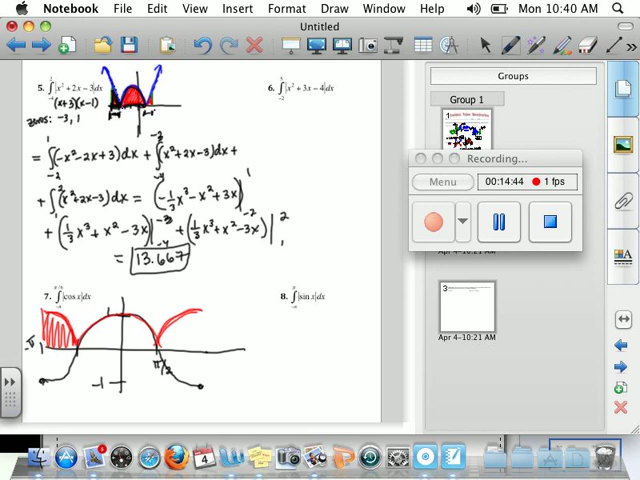 Notebook File Edit View Insert Format Draw Window Help Mon 10:40 AM
Untitled
5. ∫|x² + 2x − 3|dx
(x+3)(x-1)
zeros: -3, 1
= ∫(-x²-2x+3)dx + ∫(x²+2x-3)dx +
+ ∫(x²+2x-3)dx = (-1/3x³-x²+3x)|
+ (1/3x³+x²-3x)| + (1/3x³+x²-3x)|
= 13.667
6. ∫|x² + 3x − 4|dx
7. ∫|cos x|dx
1
-π
π/2
-1
8. ∫|sin x|dx
Groups
Group 1
1
Recording...
Menu
00:14:44 1 fps
Apr 4-10:21 AM
3
Apr 4-10:21 AM